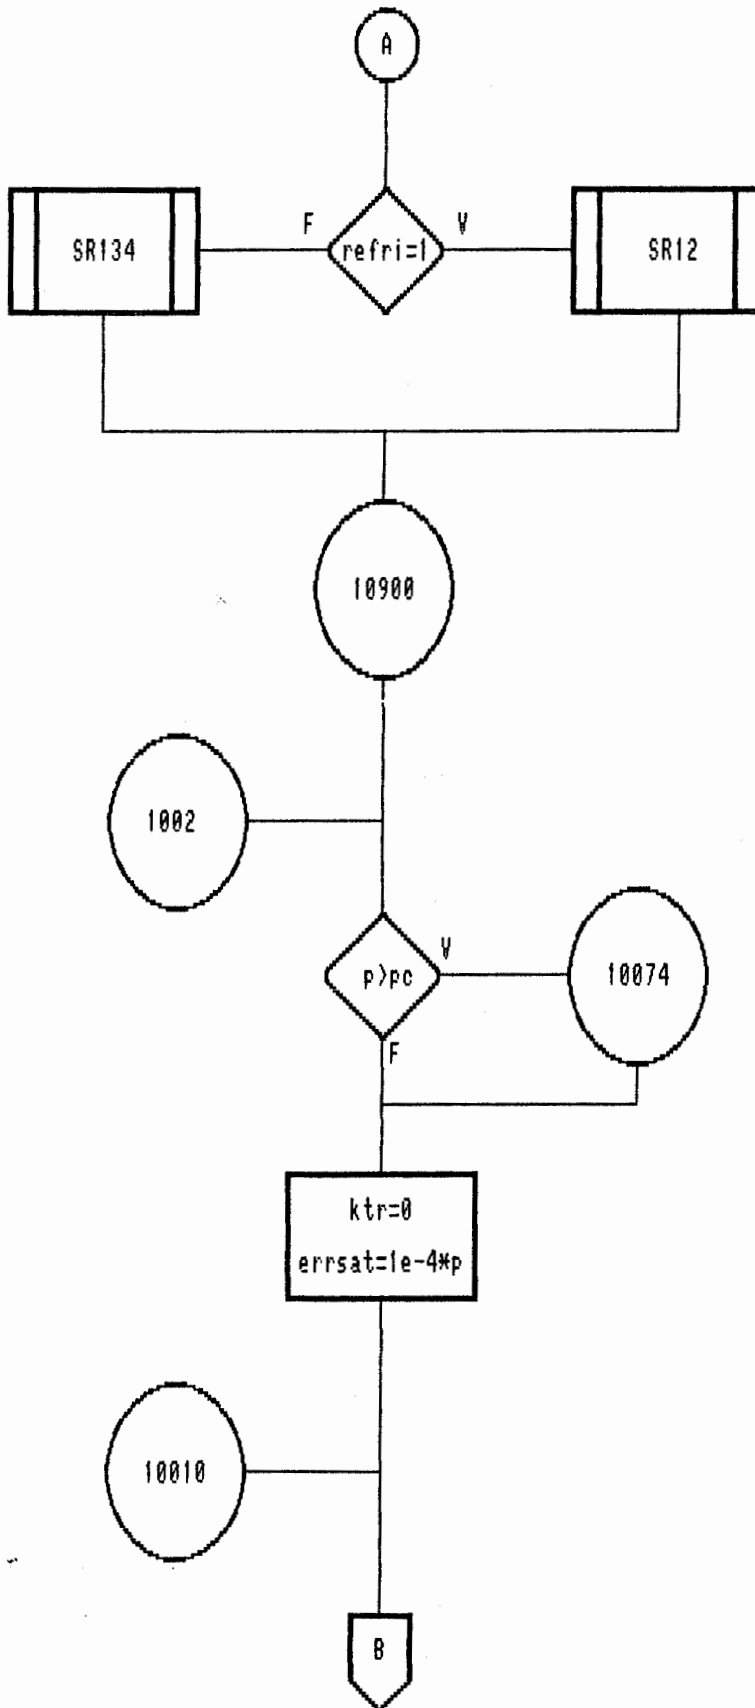 A
F
V
SR134
refri=1
SR12
10900
1002
V
p>pc
10074
F
ktr=0
errsat=1e-4*p
10010
B